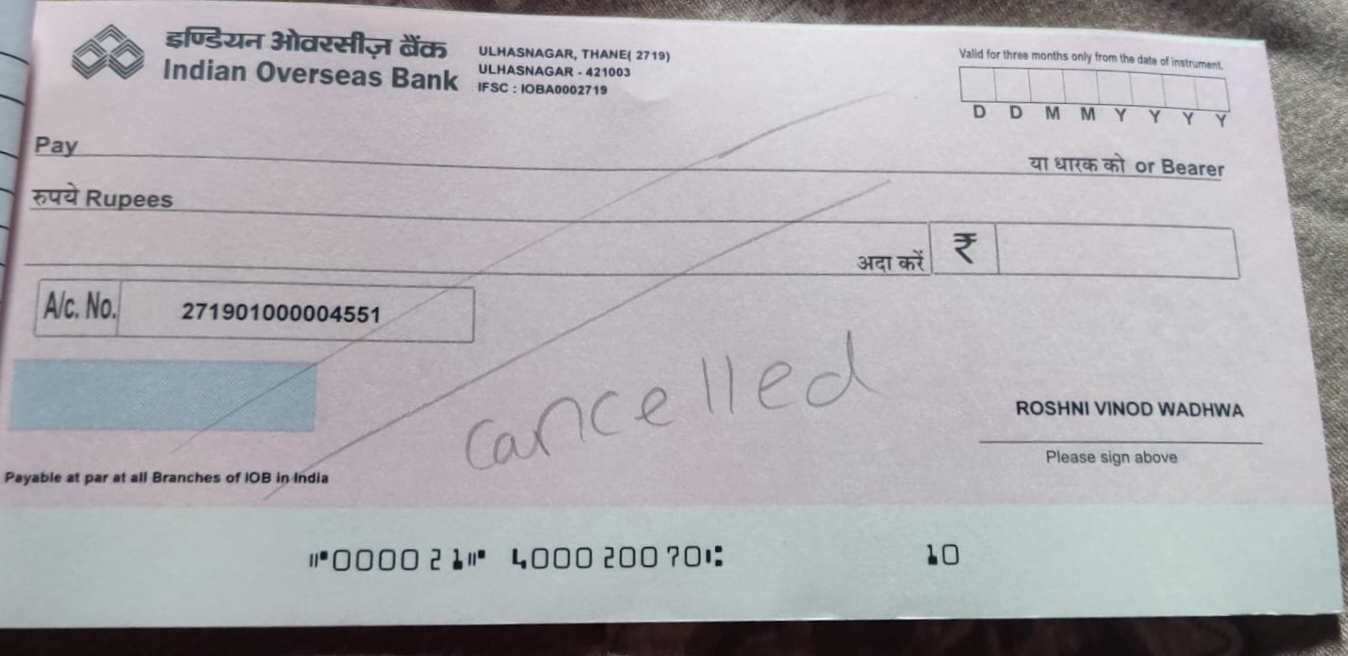 इण्डियन ओवरसीज़ बैंक
Indian Overseas Bank
ULHASNAGAR, THANE( 2719)
ULHASNAGAR - 421003
IFSC : IOBA0002719
Valid for three months only from the date of instrument.
D D M M Y Y Y Y
Pay
या धारक को or Bearer
रुपये Rupees
अदा करें ₹
A/c. No. 271901000004551
cancelled
ROSHNI VINOD WADHWA
Please sign above
Payable at par at all Branches of IOB in India
⑈000021⑈ 400020070⑆ 10